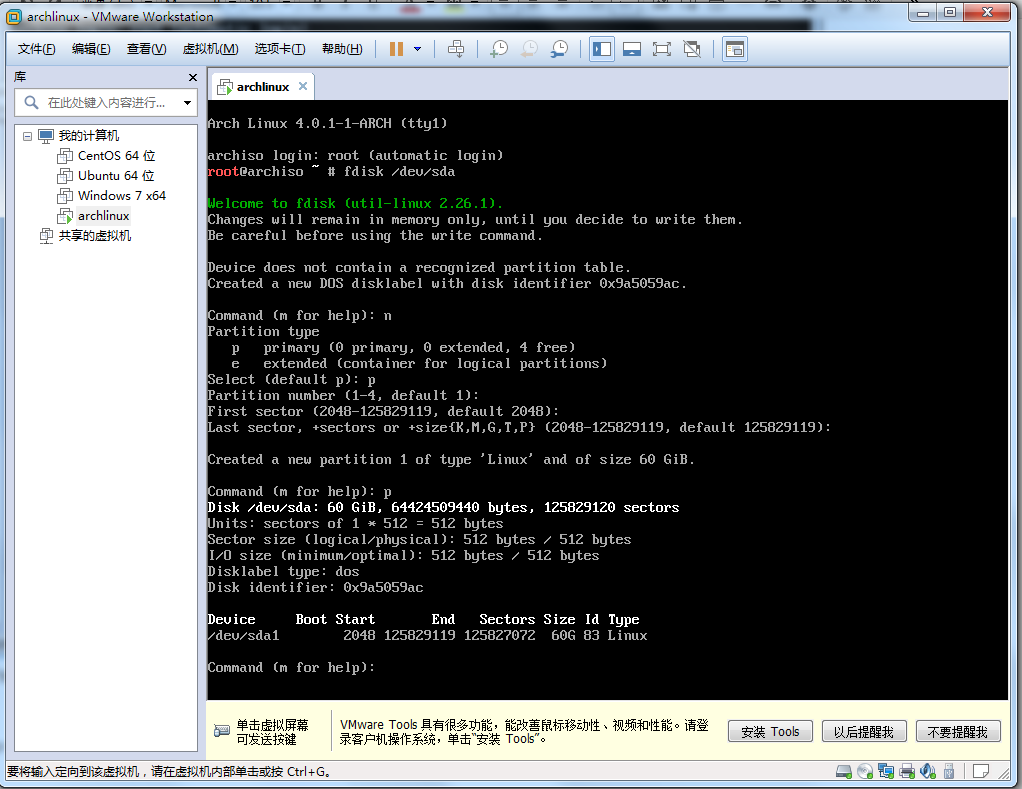 archlinux - VMware Workstation
文件(F) 编辑(E) 查看(V) 虚拟机(M) 选项卡(T) 帮助(H)
库
在此处键入内容进行...
我的计算机
CentOS 64 位
Ubuntu 64 位
Windows 7 x64
archlinux
共享的虚拟机
archlinux
Arch Linux 4.0.1-1-ARCH (tty1)
archiso login: root (automatic login)
root@archiso ~ # fdisk /dev/sda
Welcome to fdisk (util-linux 2.26.1).
Changes will remain in memory only, until you decide to write them.
Be careful before using the write command.
Device does not contain a recognized partition table.
Created a new DOS disklabel with disk identifier 0x9a5059ac.
Command (m for help): n
Partition type
   p   primary (0 primary, 0 extended, 4 free)
   e   extended (container for logical partitions)
Select (default p): p
Partition number (1-4, default 1):
First sector (2048-125829119, default 2048):
Last sector, +sectors or +size{K,M,G,T,P} (2048-125829119, default 125829119):
Created a new partition 1 of type 'Linux' and of size 60 GiB.
Command (m for help): p
Disk /dev/sda: 60 GiB, 64424509440 bytes, 125829120 sectors
Units: sectors of 1 * 512 = 512 bytes
Sector size (logical/physical): 512 bytes / 512 bytes
I/O size (minimum/optimal): 512 bytes / 512 bytes
Disklabel type: dos
Disk identifier: 0x9a5059ac
Device     Boot Start       End   Sectors Size Id Type
/dev/sda1        2048 125829119 125827072  60G 83 Linux
Command (m for help):
单击虚拟屏幕
可发送按键
VMware Tools 具有很多功能，能改善鼠标移动性、视频和性能。请登
录客户机操作系统，单击“安装 Tools”。
安装 Tools 以后提醒我 不要提醒我
要将输入定向到该虚拟机，请在虚拟机内部单击或按 Ctrl+G。